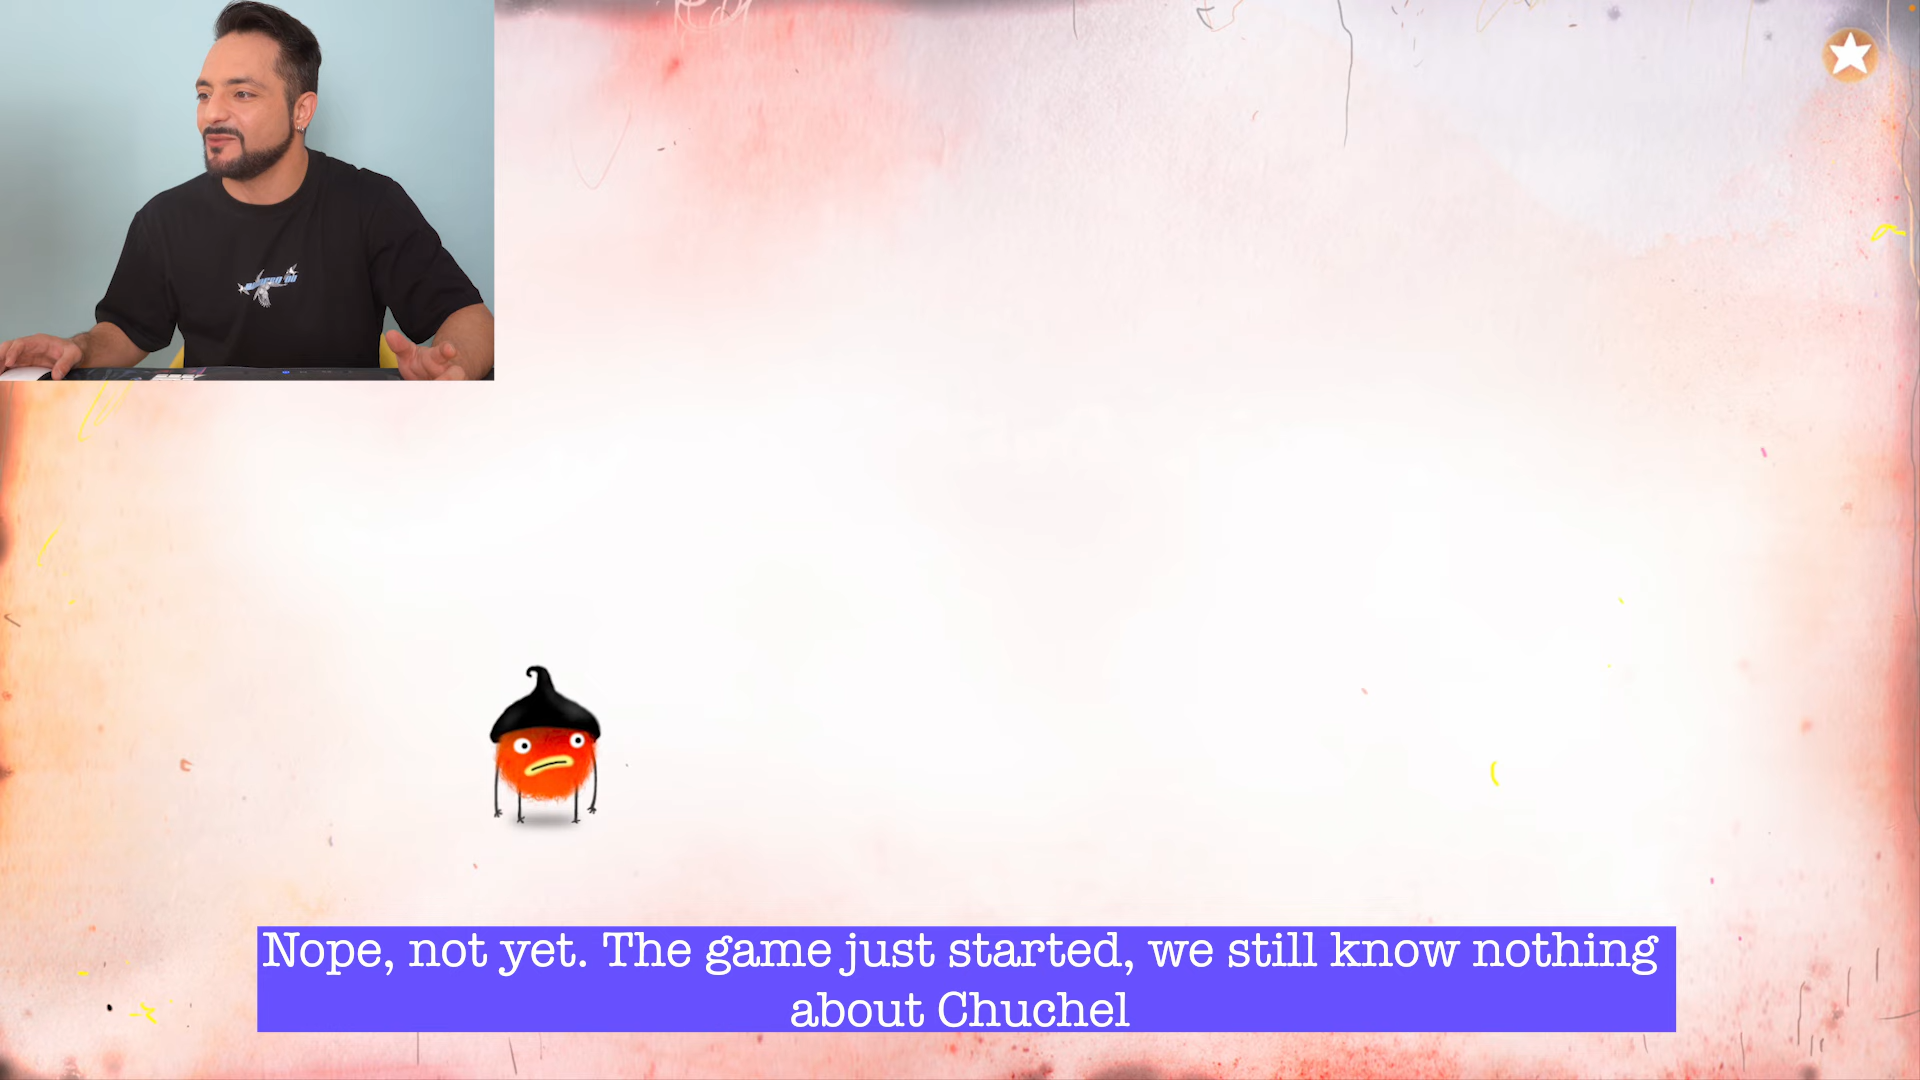 Nope, not yet. The game just started, we still know nothing
about Chuchel